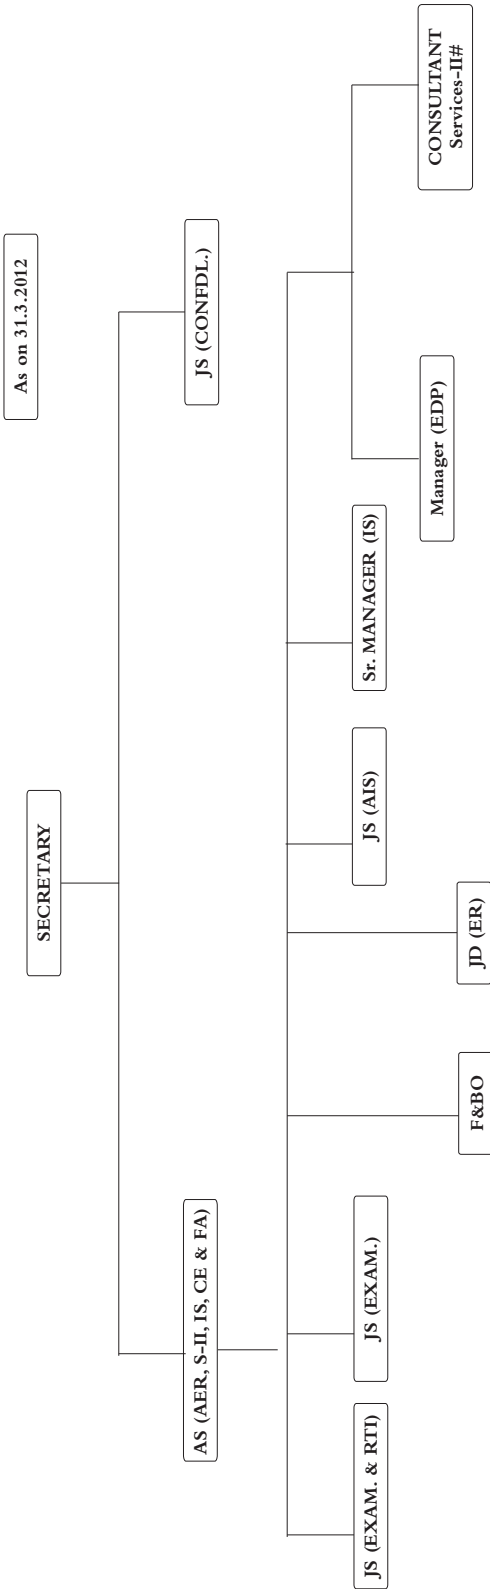 As on 31.3.2012
SECRETARY
AS (AER, S-II, IS, CE & FA)
JS (CONFDL.)
JS (EXAM. & RTI)
JS (EXAM.)
F&BO
JD (ER)
JS (AIS)
Sr. MANAGER (IS)
Manager (EDP)
CONSULTANT
Services-II#